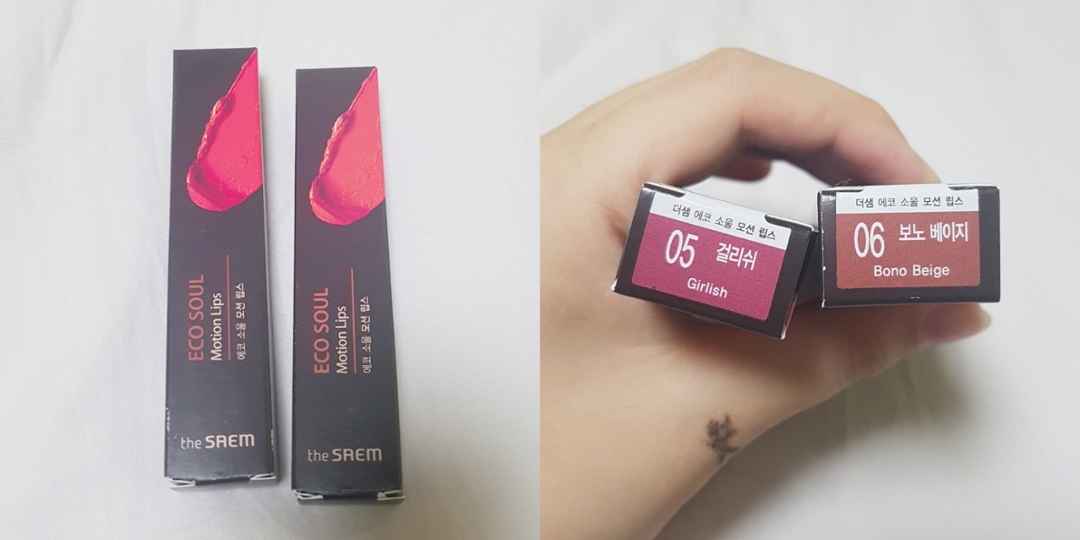 ECO SOUL
Motion Lips
에코 소울 모션 립스
the SAEM
ECO SOUL
Motion Lips
에코 소울 모션 립스
the SAEM
더샘 에코 소울 모션 립스
05 걸리쉬
Girlish
더샘 에코 소울 모션 립스
06 보노 베이지
Bono Beige